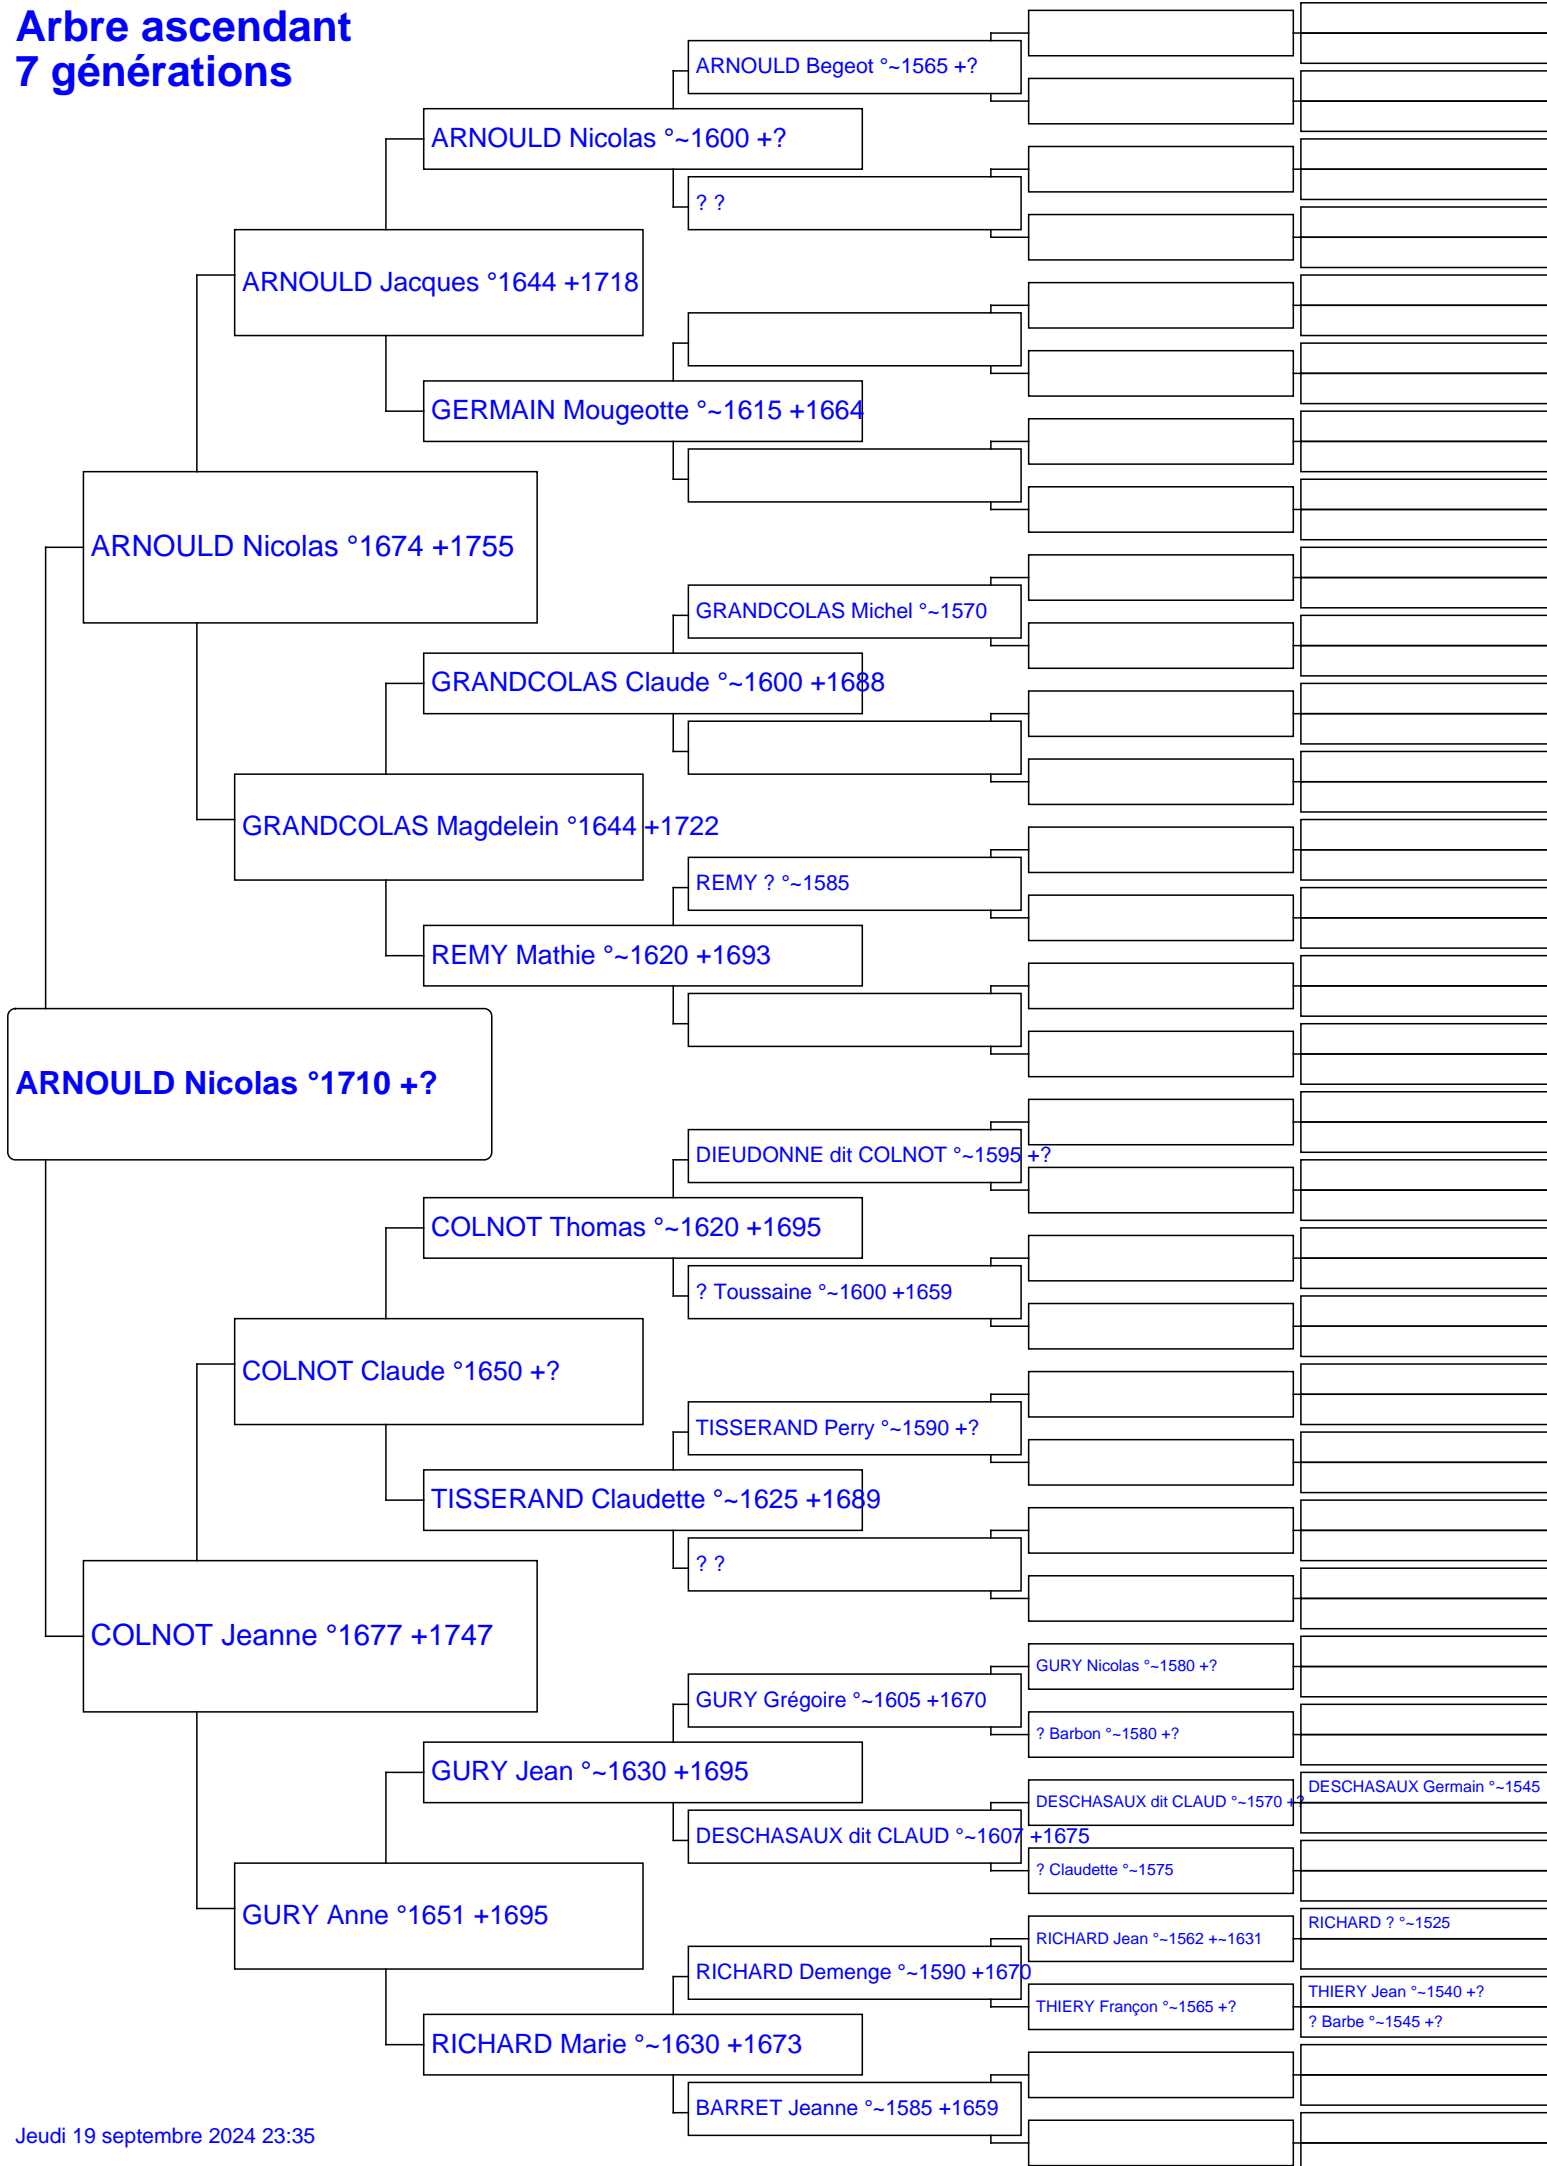 Arbre ascendant
7 générations
ARNOULD Begeot °~1565 +?
ARNOULD Nicolas °~1600 +?
? ?
ARNOULD Jacques °1644 +1718
GERMAIN Mougeotte °~1615 +1664
ARNOULD Nicolas °1674 +1755
GRANDCOLAS Michel °~1570
GRANDCOLAS Claude °~1600 +1688
GRANDCOLAS Magdelein °1644 +1722
REMY ? °~1585
REMY Mathie °~1620 +1693
ARNOULD Nicolas °1710 +?
DIEUDONNE dit COLNOT °~1595 +?
COLNOT Thomas °~1620 +1695
? Toussaine °~1600 +1659
COLNOT Claude °1650 +?
TISSERAND Perry °~1590 +?
TISSERAND Claudette °~1625 +1689
? ?
COLNOT Jeanne °1677 +1747
GURY Nicolas °~1580 +?
GURY Grégoire °~1605 +1670
? Barbon °~1580 +?
GURY Jean °~1630 +1695
DESCHASAUX Germain °~1545
DESCHASAUX dit CLAUD °~1570 +?
DESCHASAUX dit CLAUD °~1607 +1675
? Claudette °~1575
GURY Anne °1651 +1695
RICHARD ? °~1525
RICHARD Jean °~1562 +~1631
RICHARD Demenge °~1590 +1670
THIERY Jean °~1540 +?
THIERY Françon °~1565 +?
? Barbe °~1545 +?
RICHARD Marie °~1630 +1673
BARRET Jeanne °~1585 +1659
Jeudi 19 septembre 2024 23:35